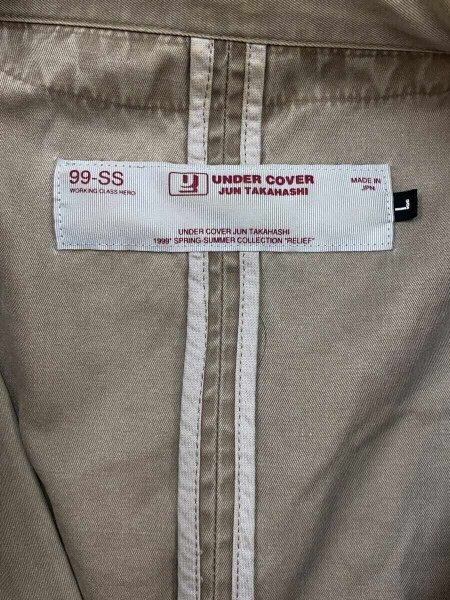 99-SS
WORKING CLASS HERO
U UNDER COVER
JUN TAKAHASHI
MADE IN
JPN
L
UNDER COVER JUN TAKAHASHI
1999' SPRING-SUMMER COLLECTION "RELIEF"